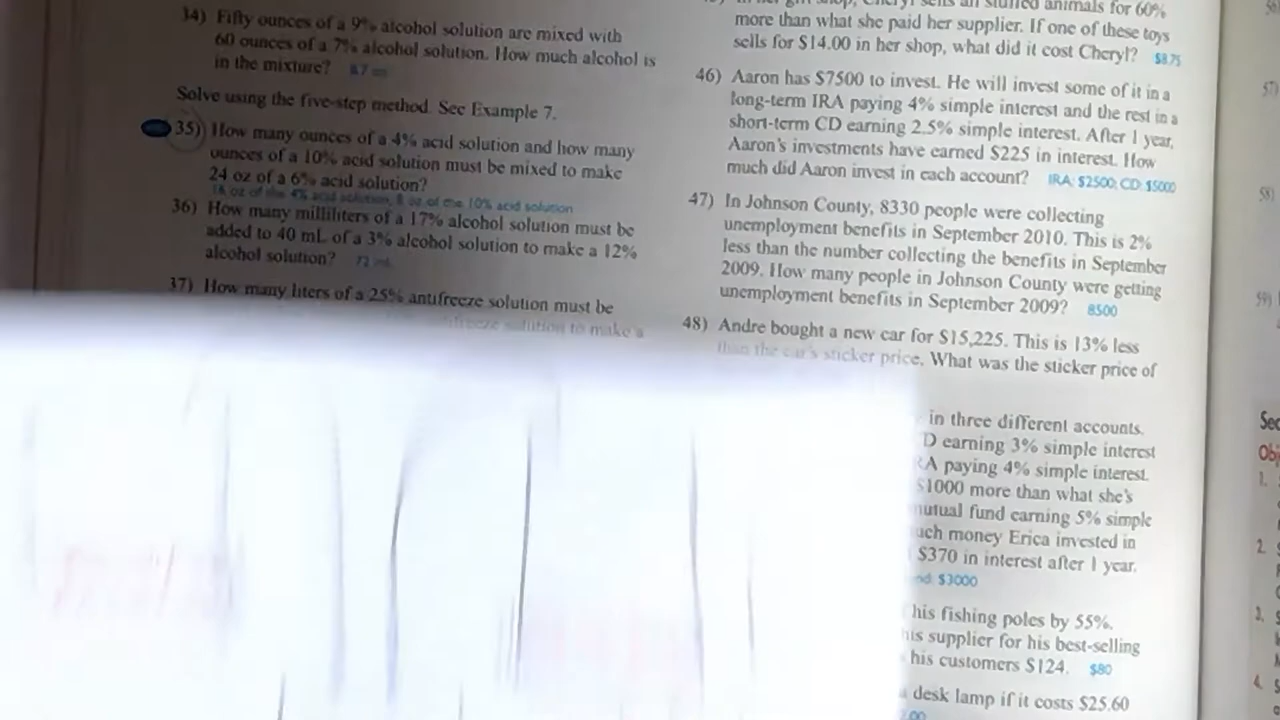 34) Fifty ounces of a 9% alcohol solution are mixed with
60 ounces of a 7% alcohol solution. How much alcohol is
in the mixture? 8.7 oz
Solve using the five-step method. See Example 7.
35) How many ounces of a 4% acid solution and how many
ounces of a 10% acid solution must be mixed to make
24 oz of a 6% acid solution?
16 oz of the 4% acid solution, 8 oz of the 10% acid solution
36) How many milliliters of a 17% alcohol solution must be
added to 40 mL of a 3% alcohol solution to make a 12%
alcohol solution? 72 mL
37) How many liters of a 25% antifreeze solution must be
antifreeze solution to make a
sells all stuffed animals for 60%
more than what she paid her supplier. If one of these toys
sells for $14.00 in her shop, what did it cost Cheryl? $8.75
46) Aaron has $7500 to invest. He will invest some of it in a
long-term IRA paying 4% simple interest and the rest in a
short-term CD earning 2.5% simple interest. After 1 year,
Aaron's investments have earned $225 in interest. How
much did Aaron invest in each account? IRA: $2500; CD: $5000
47) In Johnson County, 8330 people were collecting
unemployment benefits in September 2010. This is 2%
less than the number collecting the benefits in September
2009. How many people in Johnson County were getting
unemployment benefits in September 2009? 8500
48) Andre bought a new car for $15,225. This is 13% less
than the car's sticker price. What was the sticker price of
in three different accounts.
D earning 3% simple interest
RA paying 4% simple interest.
$1000 more than what she's
mutual fund earning 5% simple
uch money Erica invested in
$370 in interest after 1 year.
nd: $3000
his fishing poles by 55%.
his supplier for his best-selling
his customers $124. $80
a desk lamp if it costs $25.60
57)
58)
59)
Sec
Obj
1.
2.
3.
4.